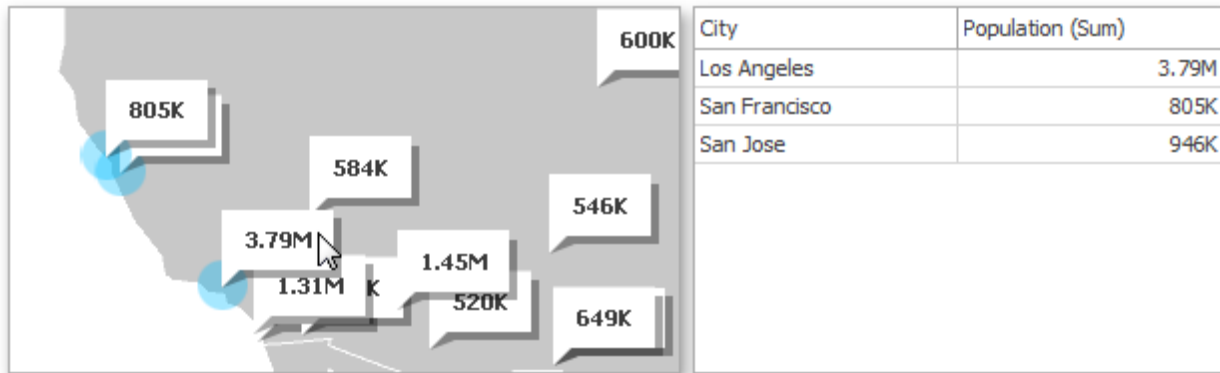 600K
805K
584K
546K
3.79M
1.45M
1.31M
K
520K
649K
City Population (Sum)
Los Angeles 3.79M
San Francisco 805K
San Jose 946K